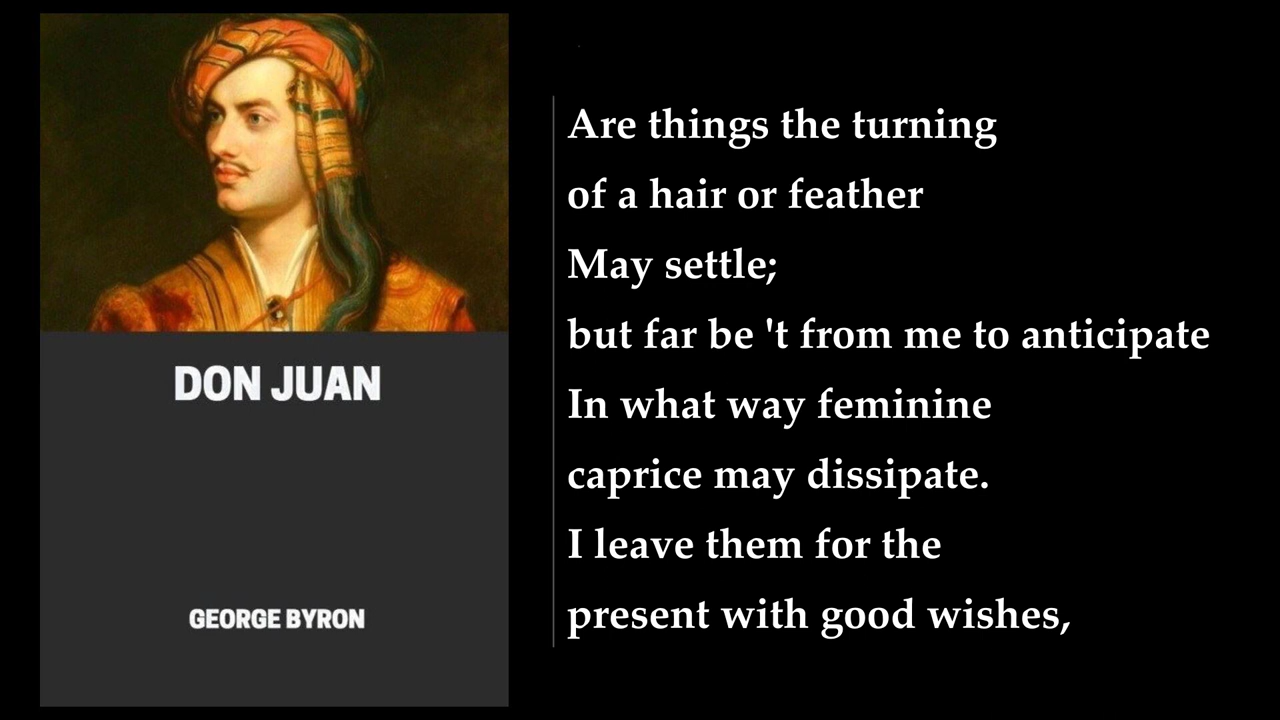 DON JUAN
GEORGE BYRON
Are things the turning
of a hair or feather
May settle;
but far be 't from me to anticipate
In what way feminine
caprice may dissipate.
I leave them for the
present with good wishes,